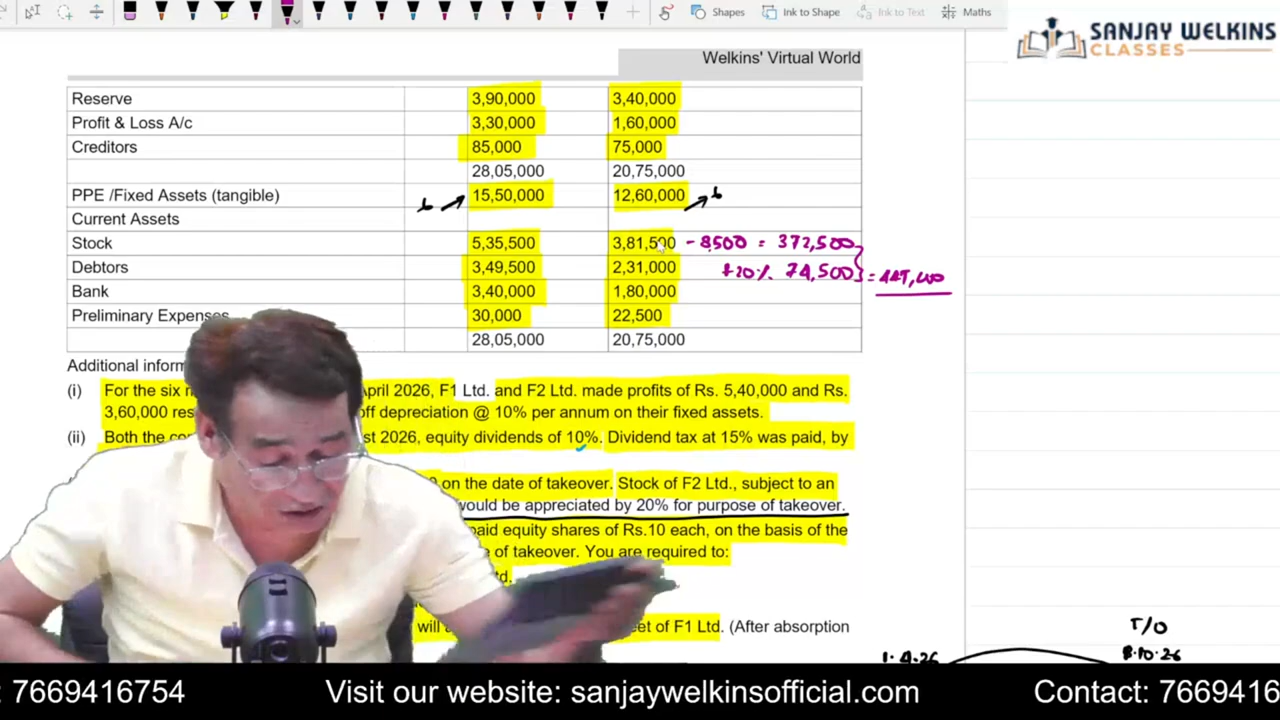 Shapes Ink to Shape Ink to Text Maths
SANJAY WELKINS
CLASSES
Welkins' Virtual World
Reserve 3,90,000 3,40,000
Profit & Loss A/c 3,30,000 1,60,000
Creditors 85,000 75,000
28,05,000 20,75,000
PPE /Fixed Assets (tangible) 15,50,000 12,60,000
Current Assets
Stock 5,35,500 3,81,500 - 8,500 = 372,500
Debtors 3,49,500 2,31,000 +20% 74,500
Bank 3,40,000 1,80,000
Preliminary Expenses 30,000 22,500
28,05,000 20,75,000
Additional
(i) For the six April 2026, F1 Ltd. and F2 Ltd. made profits of Rs. 5,40,000 and Rs.
3,60,000 off depreciation @ 10% per annum on their fixed assets.
(ii) Both the 2026, equity dividends of 10%. Dividend tax at 15% was paid, by
on the date of takeover. Stock of F2 Ltd., subject to an
would be appreciated by 20% for purpose of takeover.
paid equity shares of Rs.10 each, on the basis of the
of takeover. You are required to:
will of F1 Ltd. (After absorption
T/O
1.4.26
: 7669416754 Visit our website: sanjaywelkinsofficial.com Contact: 7669416